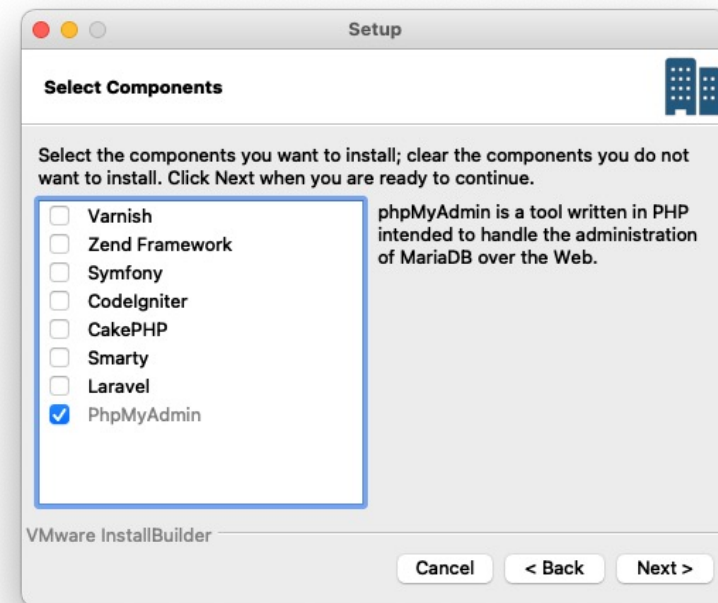 Setup
Select Components
Select the components you want to install; clear the components you do not
want to install. Click Next when you are ready to continue.
Varnish
Zend Framework
Symfony
CodeIgniter
CakePHP
Smarty
Laravel
PhpMyAdmin
phpMyAdmin is a tool written in PHP
intended to handle the administration
of MariaDB over the Web.
VMware InstallBuilder
Cancel
< Back
Next >